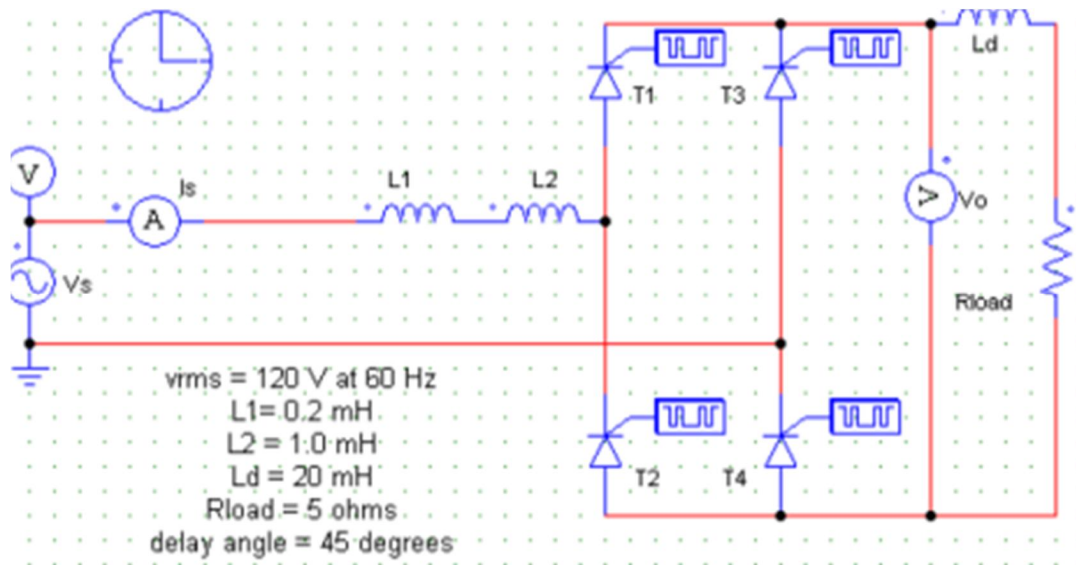 Ld
T1
T3
V
Is
L1
L2
A
V
Vo
Vs
Rload
vrms = 120 V at 60 Hz
L1= 0.2 mH
L2 = 1.0 mH
Ld = 20 mH
Rload = 5 ohms
delay angle = 45 degrees
T2
T4